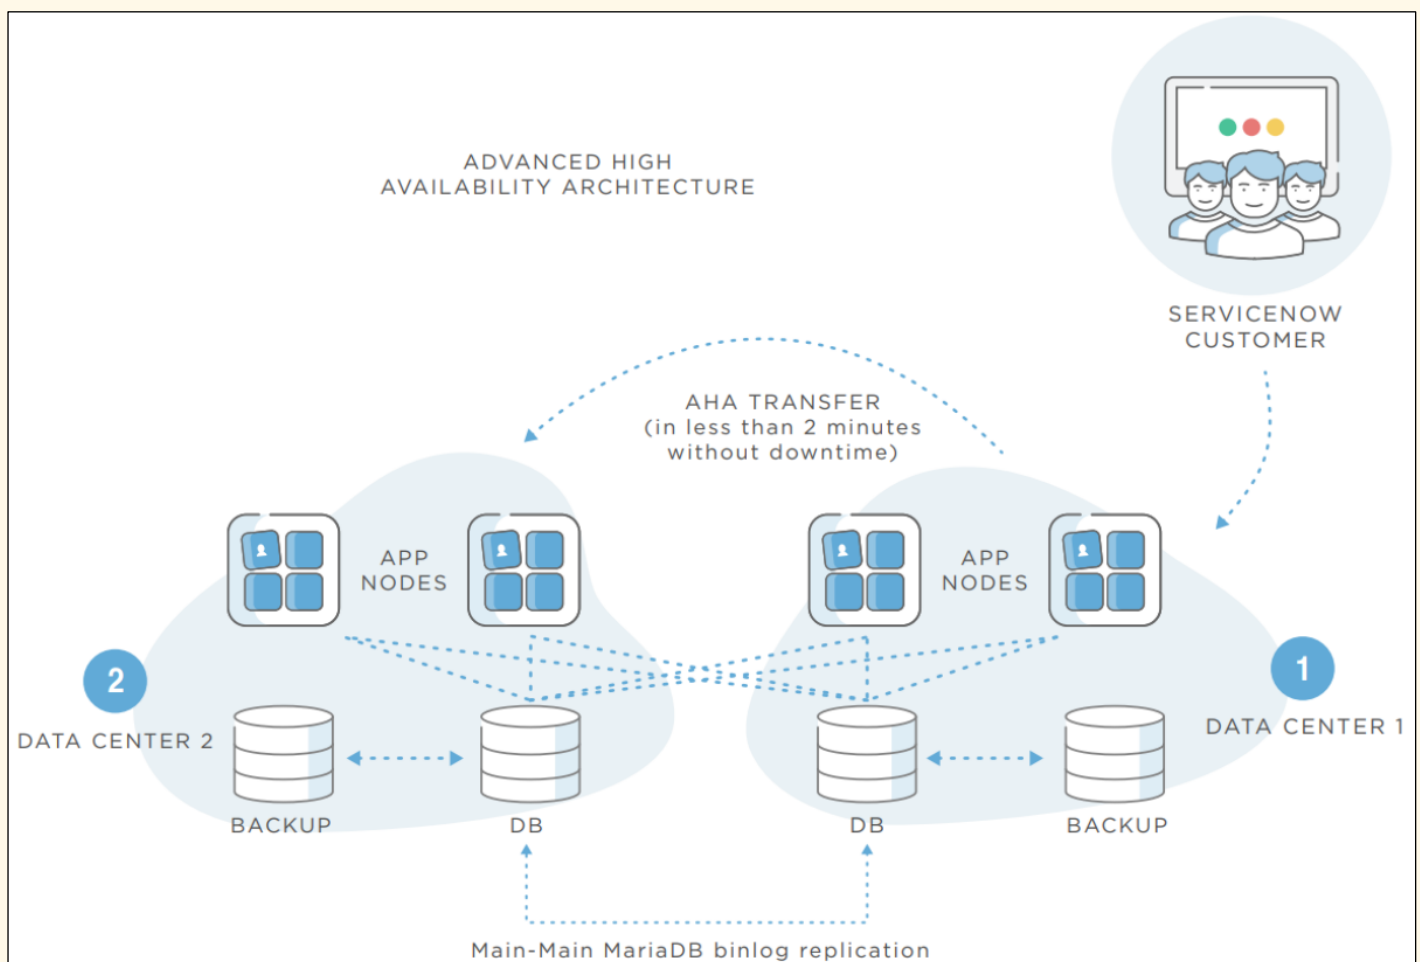 ADVANCED HIGH
AVAILABILITY ARCHITECTURE
SERVICENOW
CUSTOMER
AHA TRANSFER
(in less than 2 minutes
without downtime)
APP
NODES
APP
NODES
2
DATA CENTER 2
1
DATA CENTER 1
BACKUP
DB
DB
BACKUP
Main-Main MariaDB binlog replication